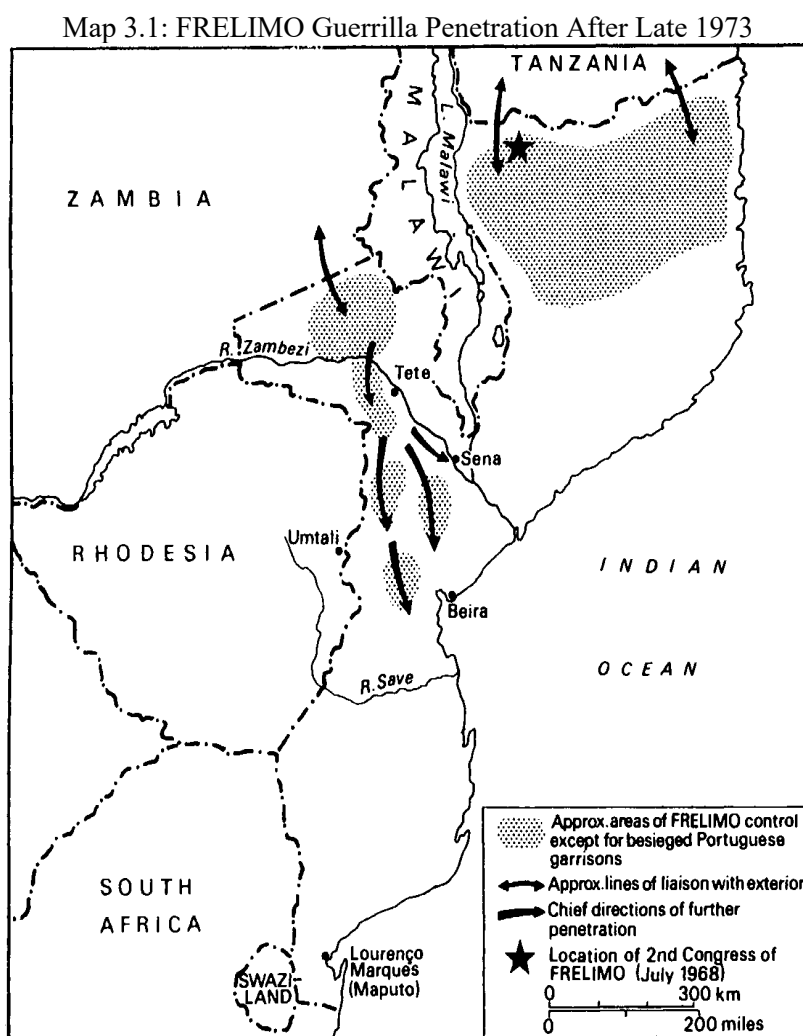 Map 3.1: FRELIMO Guerrilla Penetration After Late 1973
TANZANIA
MALAWI
L. Malawi
ZAMBIA
R. Zambezi
Tete
Sena
Umtali
RHODESIA
INDIAN
Beira
OCEAN
R. Save
Approx. areas of FRELIMO control
except for besieged Portuguese
garrisons
Approx. lines of liaison with exterior
Chief directions of further
penetration
SOUTH
AFRICA
Location of 2nd Congress of
FRELIMO (July 1968)
Lourenço
Marques
(Maputo)
SWAZI-
LAND
0 300 km
0 200 miles